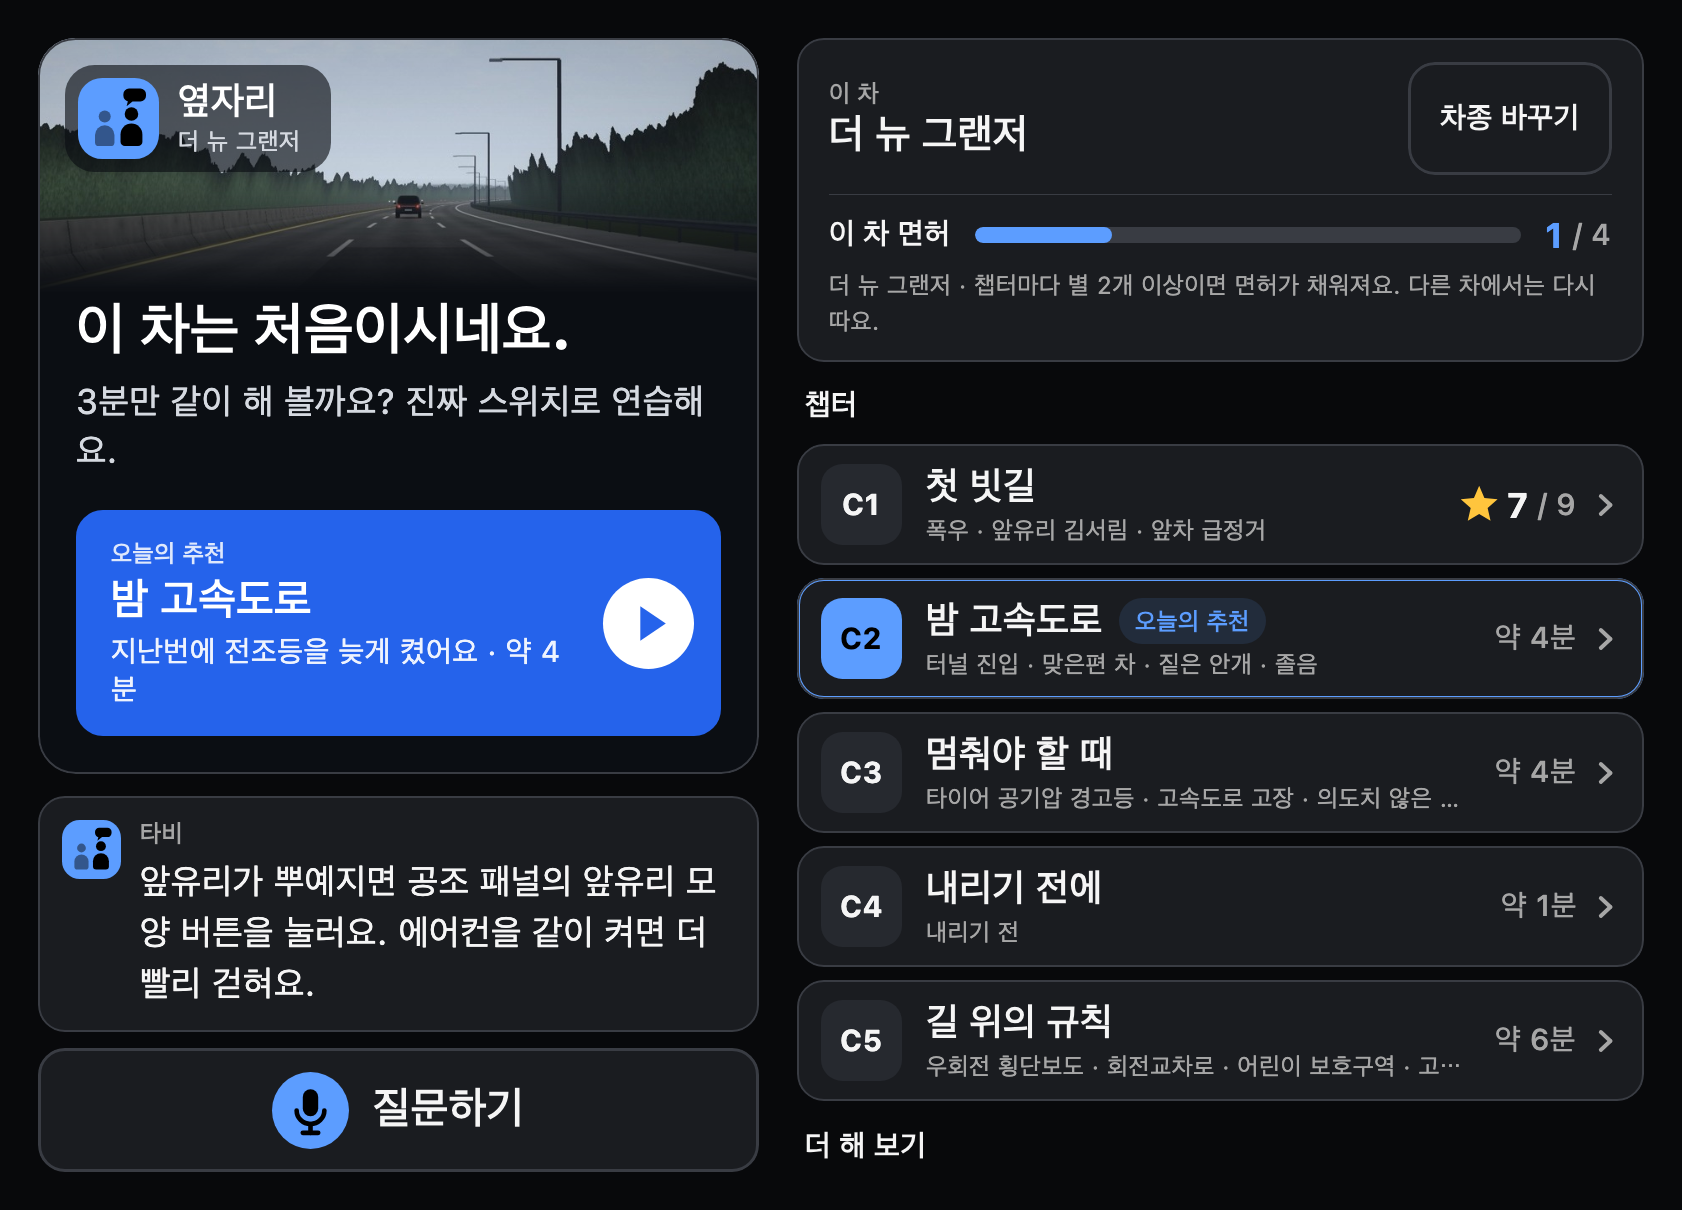 옆자리
더 뉴 그랜저
이 차는 처음이시네요.
3분만 같이 해 볼까요? 진짜 스위치로 연습해
요.
오늘의 추천
밤 고속도로
지난번에 전조등을 늦게 켰어요 · 약 4
분
타비
앞유리가 뿌예지면 공조 패널의 앞유리 모
양 버튼을 눌러요. 에어컨을 같이 켜면 더
빨리 걷혀요.
질문하기
이 차
더 뉴 그랜저
차종 바꾸기
이 차 면허
1 / 4
더 뉴 그랜저 · 챕터마다 별 2개 이상이면 면허가 채워져요. 다른 차에서는 다시
따요.
챕터
C1
첫 빗길
폭우 · 앞유리 김서림 · 앞차 급정거
7 / 9
C2
밤 고속도로
오늘의 추천
터널 진입 · 맞은편 차 · 짙은 안개 · 졸음
약 4분
C3
멈춰야 할 때
타이어 공기압 경고등 · 고속도로 고장 · 의도치 않은 ...
약 4분
C4
내리기 전에
내리기 전
약 1분
C5
길 위의 규칙
우회전 횡단보도 · 회전교차로 · 어린이 보호구역 · 고...
약 6분
더 해 보기